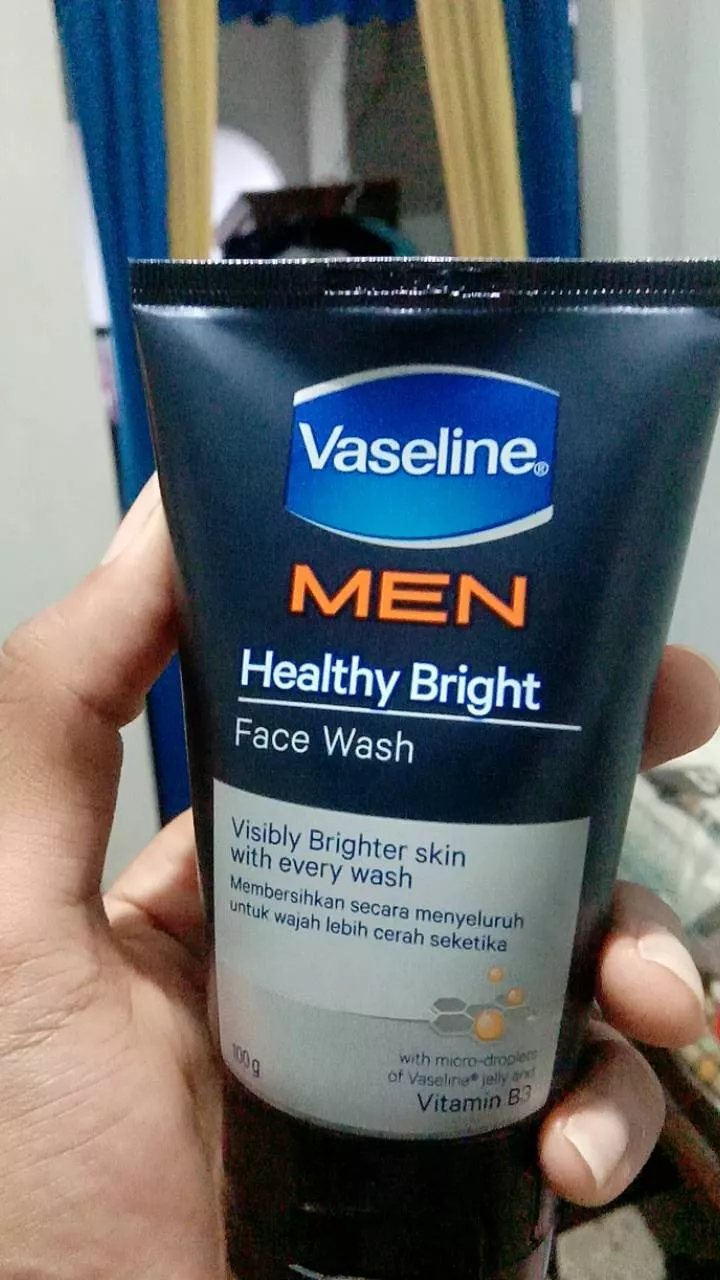 Vaseline®
MEN
Healthy Bright
Face Wash
Visibly Brighter skin
with every wash
Membersihkan secara menyeluruh
untuk wajah lebih cerah seketika
100g
with micro-droplets
of Vaseline® jelly and
Vitamin B3